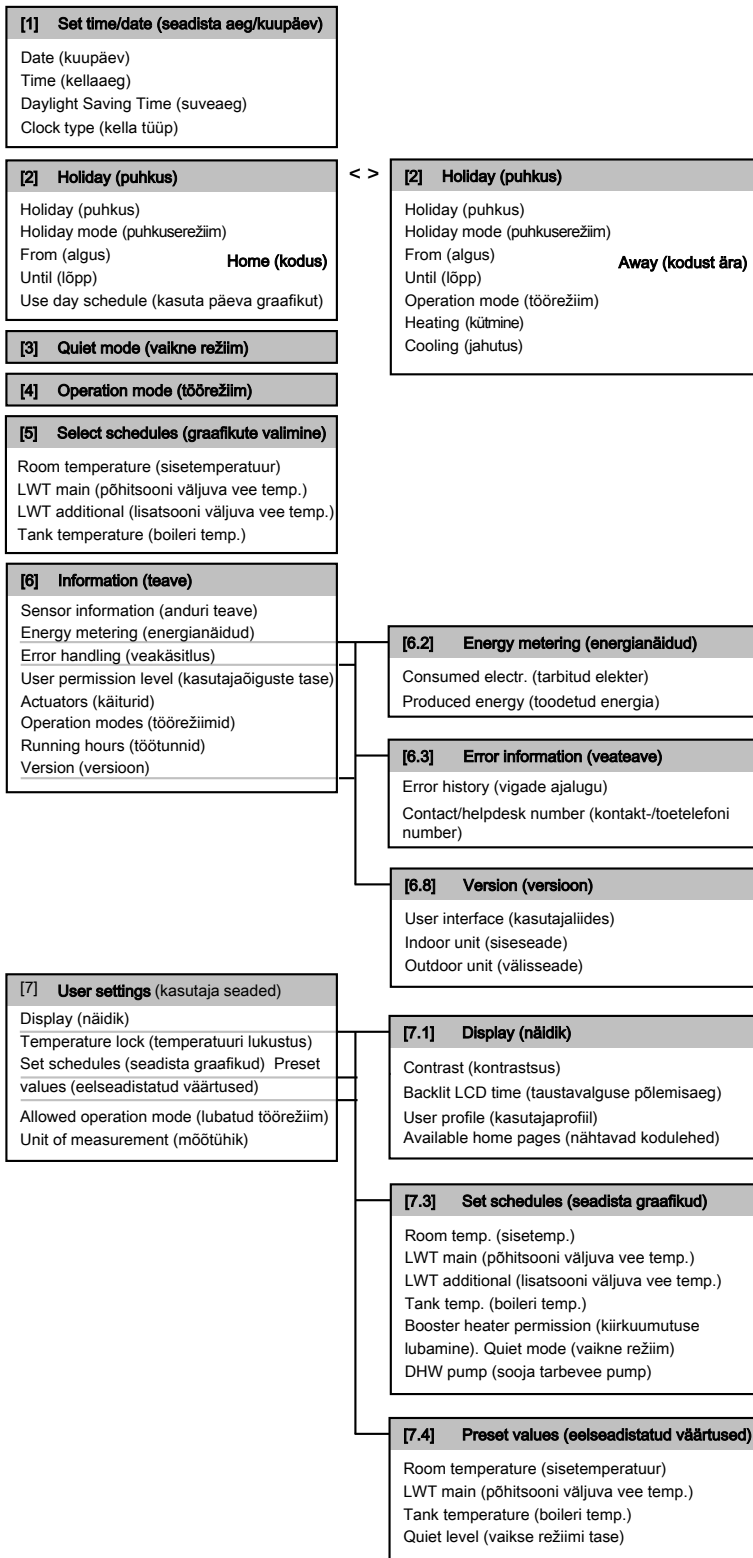 [1] Set time/date (seadista aeg/kuupäev)
Date (kuupäev)
Time (kellaaeg)
Daylight Saving Time (suveaeg)
Clock type (kella tüüp)
[2] Holiday (puhkus)
Holiday (puhkus)
Holiday mode (puhkuserežiim)
From (algus)
Home (kodus)
Until (lõpp)
Use day schedule (kasuta päeva graafikut)
< >
[2] Holiday (puhkus)
Holiday (puhkus)
Holiday mode (puhkuserežiim)
From (algus)
Away (kodust ära)
Until (lõpp)
Operation mode (töörežiim)
Heating (kütmine)
Cooling (jahutus)
[3] Quiet mode (vaikne režiim)
[4] Operation mode (töörežiim)
[5] Select schedules (graafikute valimine)
Room temperature (sisetemperatuur)
LWT main (põhitsooni väljuva vee temp.)
LWT additional (lisatsooni väljuva vee temp.)
Tank temperature (boileri temp.)
[6] Information (teave)
Sensor information (anduri teave)
Energy metering (energianäidud)
Error handling (veakäsitlus)
User permission level (kasutajaõiguste tase)
Actuators (käiturid)
Operation modes (töörežiimid)
Running hours (töötunnid)
Version (versioon)
[6.2] Energy metering (energianäidud)
Consumed electr. (tarbitud elekter)
Produced energy (toodetud energia)
[6.3] Error information (veateave)
Error history (vigade ajalugu)
Contact/helpdesk number (kontakt-/toetelefoni
number)
[6.8] Version (versioon)
User interface (kasutajaliides)
Indoor unit (siseseade)
Outdoor unit (välisseade)
[7] User settings (kasutaja seaded)
Display (näidik)
Temperature lock (temperatuuri lukustus)
Set schedules (seadista graafikud) Preset
values (eelseadistatud väärtused)
Allowed operation mode (lubatud töörežiim)
Unit of measurement (mõõtühik)
[7.1] Display (näidik)
Contrast (kontrastsus)
Backlit LCD time (taustavalguse põlemisaeg)
User profile (kasutajaprofiil)
Available home pages (nähtavad kodulehed)
[7.3] Set schedules (seadista graafikud)
Room temp. (sisetemp.)
LWT main (põhitsooni väljuva vee temp.)
LWT additional (lisatsooni väljuva vee temp.)
Tank temp. (boileri temp.)
Booster heater permission (kiirkuumutuse
lubamine). Quiet mode (vaikne režiim)
DHW pump (sooja tarbevee pump)
[7.4] Preset values (eelseadistatud väärtused)
Room temperature (sisetemperatuur)
LWT main (põhitsooni väljuva vee temp.)
Tank temperature (boileri temp.)
Quiet level (vaikse režiimi tase)